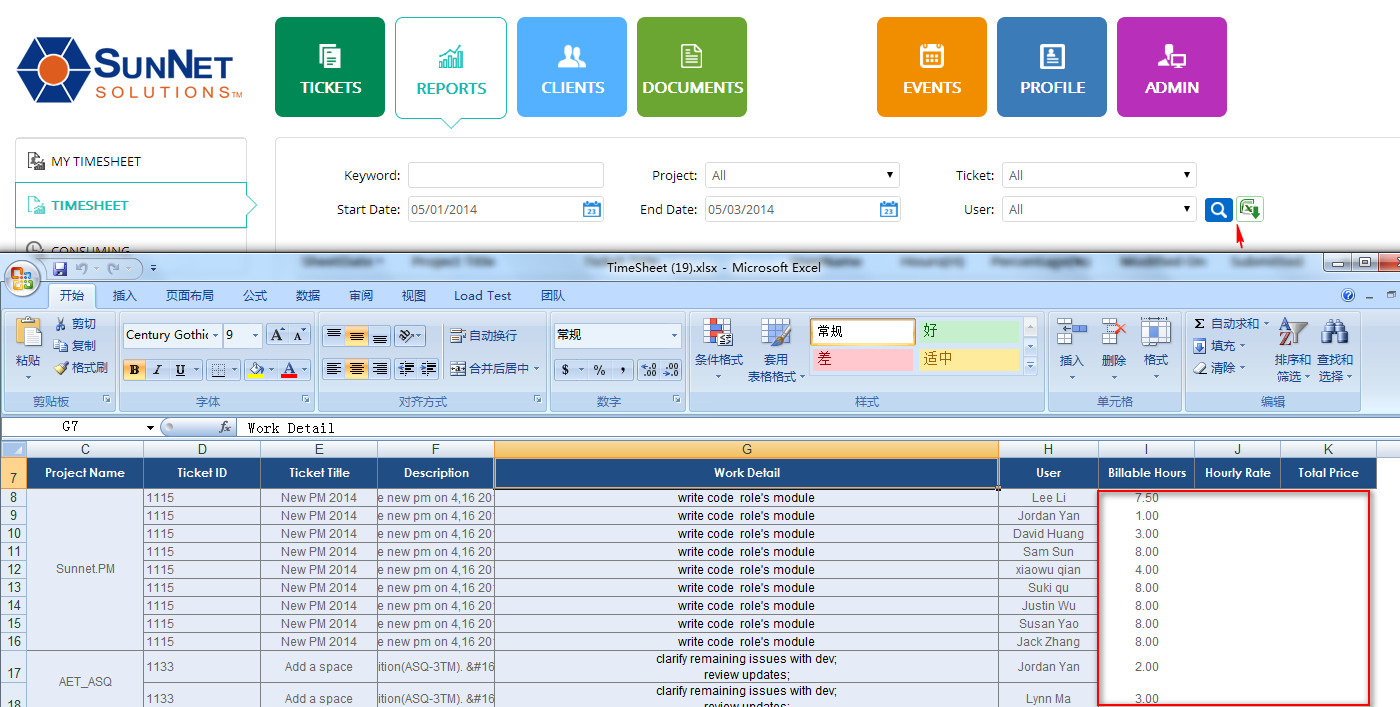 SUNNET
SOLUTIONS TM
TICKETS
REPORTS
CLIENTS
DOCUMENTS
EVENTS
PROFILE
ADMIN
MY TIMESHEET
TIMESHEET
CONSUMING
Keyword: Project: All Ticket: All
Start Date: 05/01/2014 23 End Date: 05/03/2014 23 User: All
TimeSheet (19).xlsx - Microsoft Excel
开始 插入 页面布局 公式 数据 审阅 视图 Load Test 团队
粘贴 剪切
复制
格式刷
剪贴板
Century Gothic 9
B I U
字体
自动换行
合并后居中
对齐方式
常规
$ % ,
数字
条件格式 套用
表格格式
常规 好
差 适中
样式
插入 删除 格式
单元格
Σ 自动求和
填充
清除
排序和
筛选
查找和
选择
编辑
G7 fx Work Detail
C D E F G H I J K
7 Project Name Ticket ID Ticket Title Description Work Detail User Billable Hours Hourly Rate Total Price
8 1115 New PM 2014 e new pm on 4,16 20 write code role's module Lee Li 7.50
9 1115 New PM 2014 e new pm on 4,16 20 write code role's module Jordan Yan 1.00
10 1115 New PM 2014 e new pm on 4,16 20 write code role's module David Huang 3.00
11 1115 New PM 2014 e new pm on 4,16 20 write code role's module Sam Sun 8.00
12 Sunnet.PM 1115 New PM 2014 e new pm on 4,16 20 write code role's module xiaowu qian 4.00
13 1115 New PM 2014 e new pm on 4,16 20 write code role's module Suki qu 8.00
14 1115 New PM 2014 e new pm on 4,16 20 write code role's module Justin Wu 8.00
15 1115 New PM 2014 e new pm on 4,16 20 write code role's module Susan Yao 8.00
16 1115 New PM 2014 e new pm on 4,16 20 write code role's module Jack Zhang 8.00
17 AET_ASQ 1133 Add a space ition(ASQ-3TM). &#16 clarify remaining issues with dev;
review updates; Jordan Yan 2.00
18 1133 Add a space ition(ASQ-3TM). &#16 clarify remaining issues with dev;
review updates; Lynn Ma 3.00